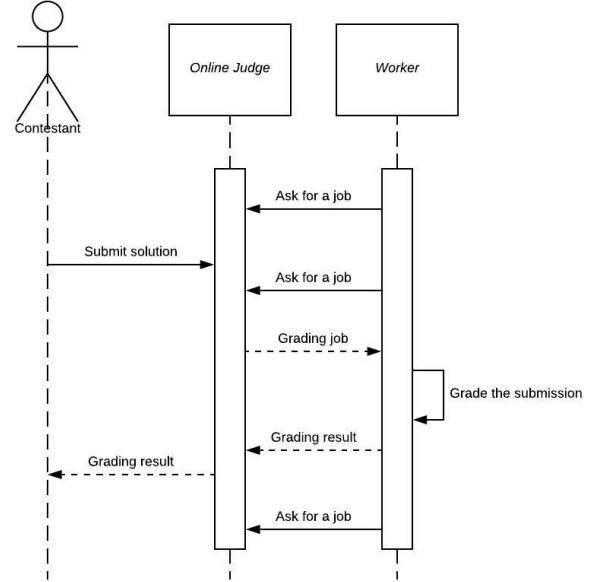 Online Judge
Worker
Contestant
Ask for a job
Submit solution
Ask for a job
Grading job
Grade the submission
Grading result
Grading result
Ask for a job